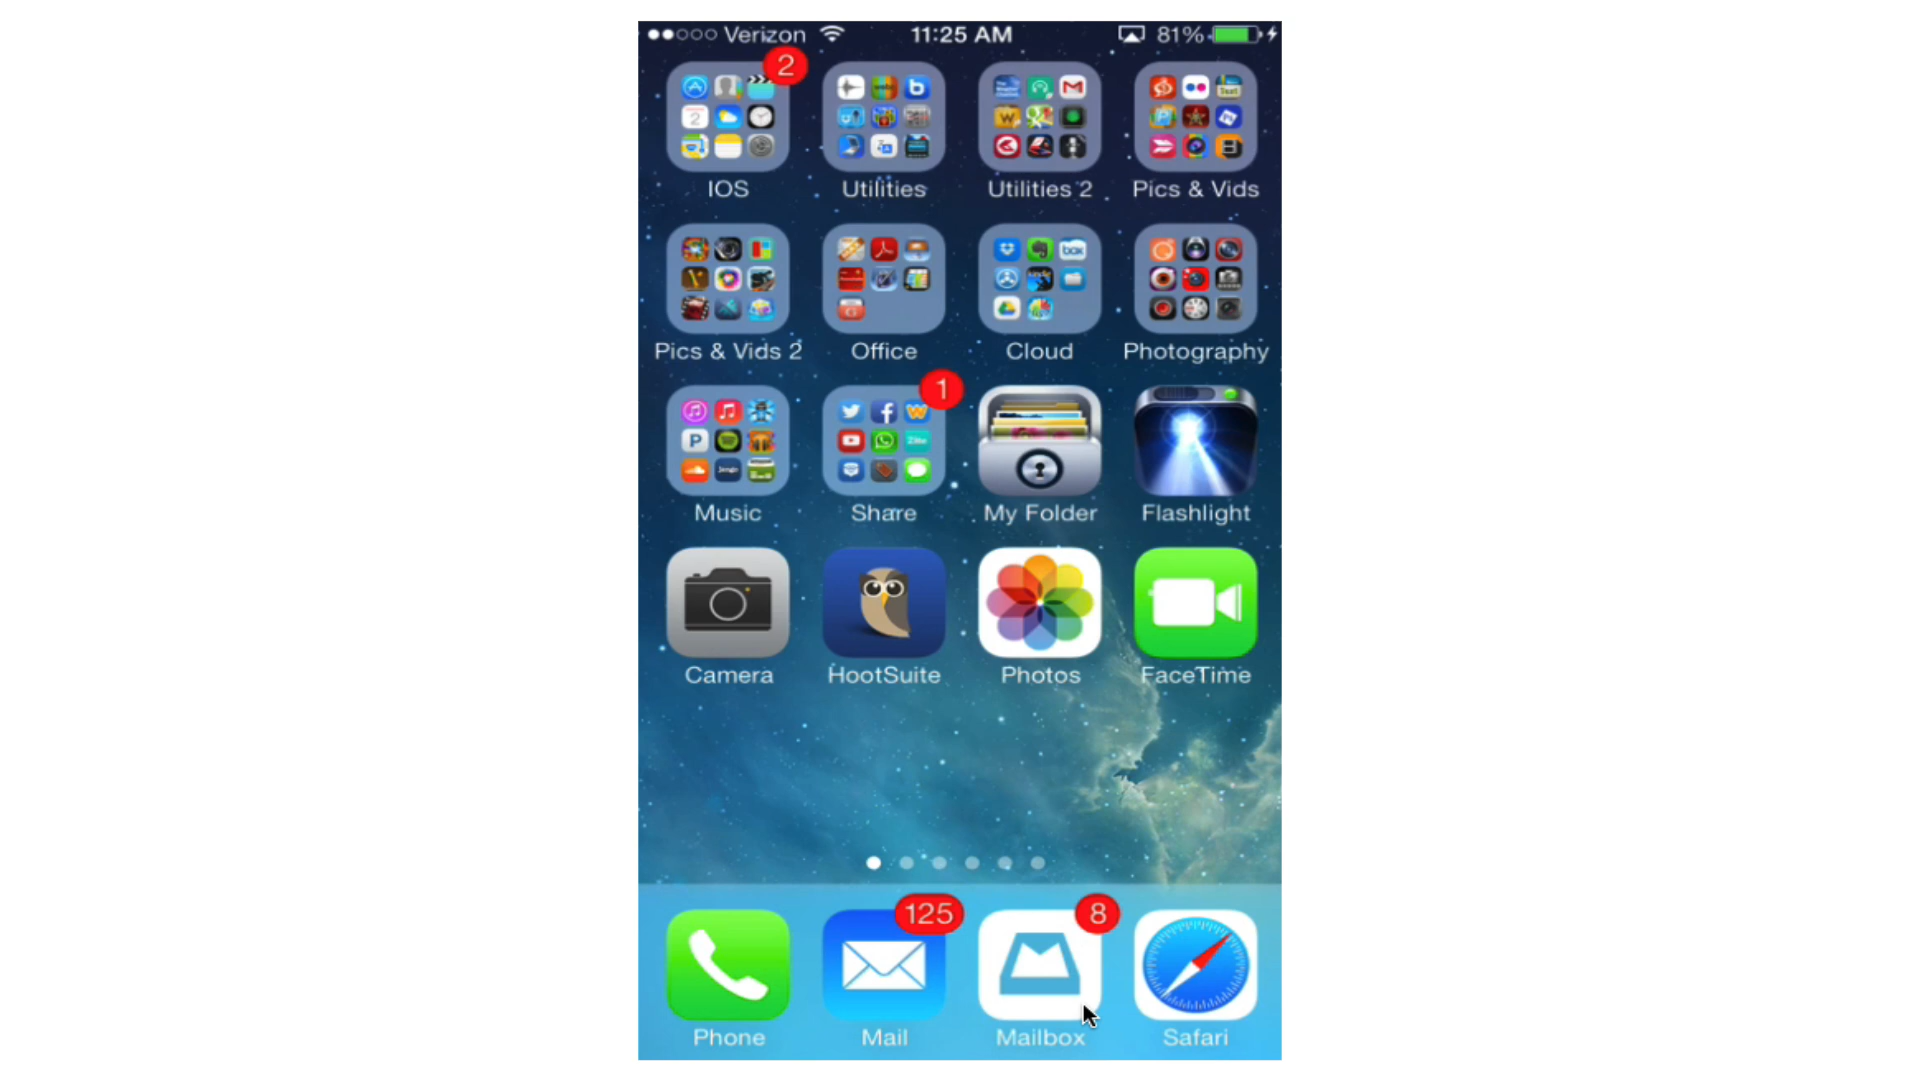 Verizon 11:25 AM 81%
2
IOS Utilities Utilities 2 Pics & Vids
Pics & Vids 2 Office Cloud Photography
1
Music Share My Folder Flashlight
Camera HootSuite Photos FaceTime
125 8
Phone Mail Mailbox Safari